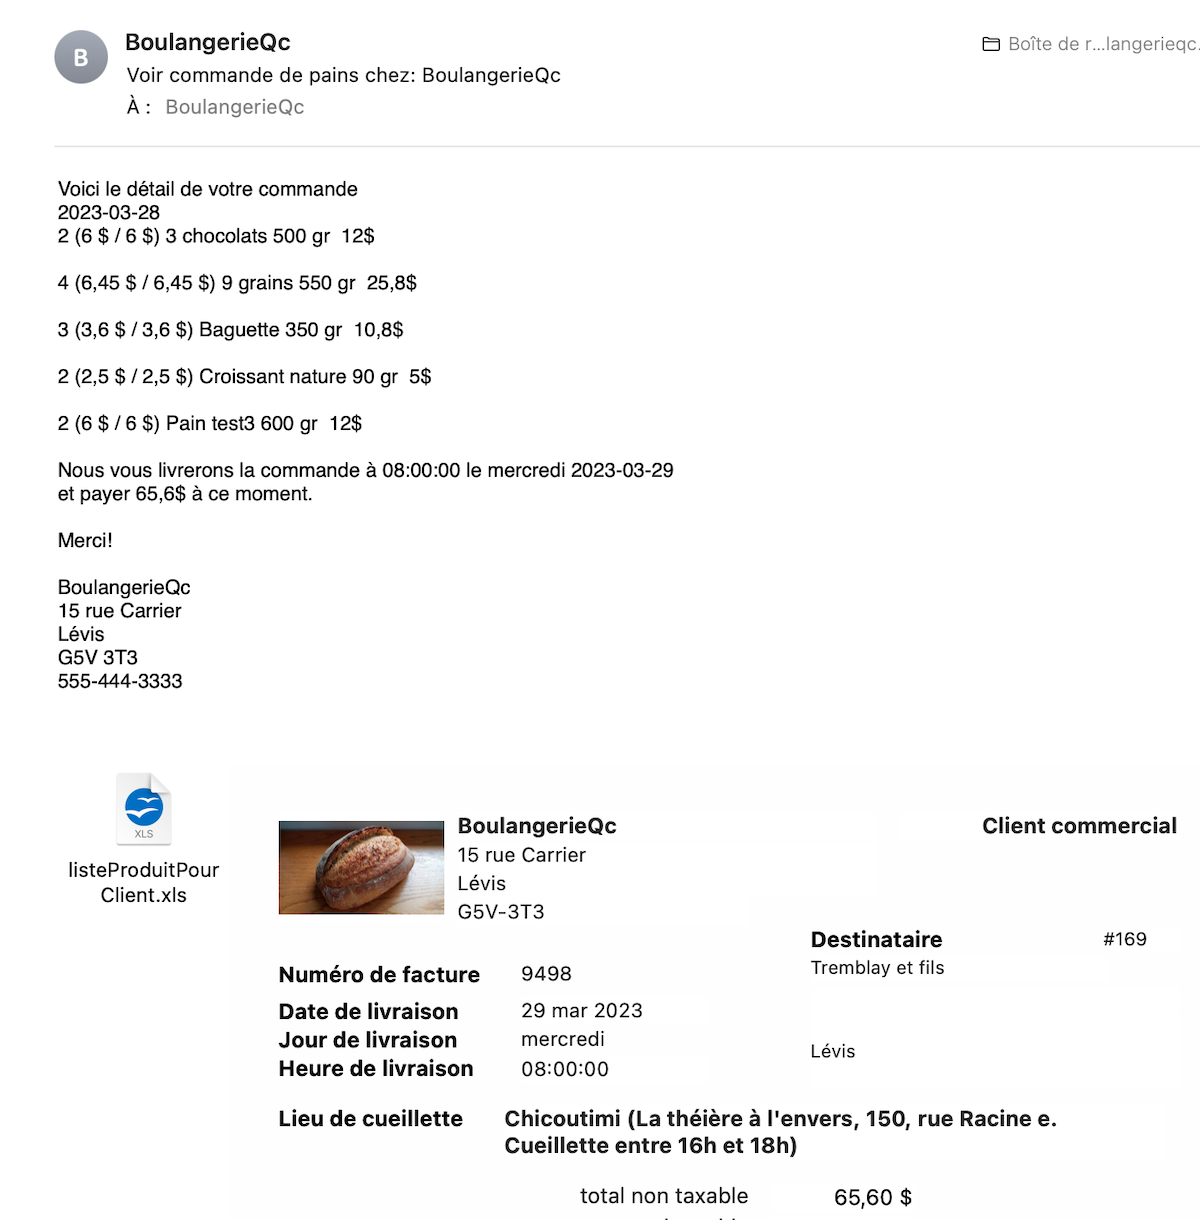 B
BoulangerieQc
Boîte de r...langerieqc.
Voir commande de pains chez: BoulangerieQc
À : BoulangerieQc
Voici le détail de votre commande
2023-03-28
2 (6 $ / 6 $) 3 chocolats 500 gr  12$
4 (6,45 $ / 6,45 $) 9 grains 550 gr  25,8$
3 (3,6 $ / 3,6 $) Baguette 350 gr  10,8$
2 (2,5 $ / 2,5 $) Croissant nature 90 gr  5$
2 (6 $ / 6 $) Pain test3 600 gr  12$
Nous vous livrerons la commande à 08:00:00 le mercredi 2023-03-29
et payer 65,6$ à ce moment.
Merci!
BoulangerieQc
15 rue Carrier
Lévis
G5V 3T3
555-444-3333
XLS
listeProduitPour
Client.xls
BoulangerieQc
15 rue Carrier
Lévis
G5V-3T3
Client commercial
Destinataire #169
Tremblay et fils
Lévis
Numéro de facture 9498
Date de livraison 29 mar 2023
Jour de livraison mercredi
Heure de livraison 08:00:00
Lieu de cueillette Chicoutimi (La théière à l'envers, 150, rue Racine e.
Cueillette entre 16h et 18h)
total non taxable 65,60 $